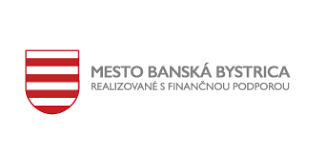 MESTO BANSKÁ BYSTRICA
REALIZOVANÉ S FINANČNOU PODPOROU